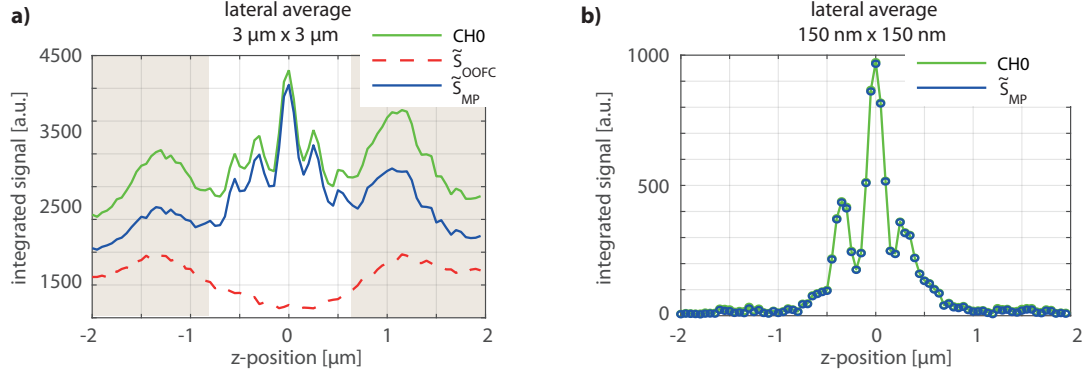 a)
lateral average
3 µm x 3 µm
CH0
S̃OOFC
S̃MP
4500
3500
2500
1500
integrated signal [a.u.]
-2
-1
0
1
2
z-position [µm]
b)
lateral average
150 nm x 150 nm
CH0
S̃MP
1000
500
0
integrated signal [a.u.]
-2
-1
0
1
2
z-position [µm]